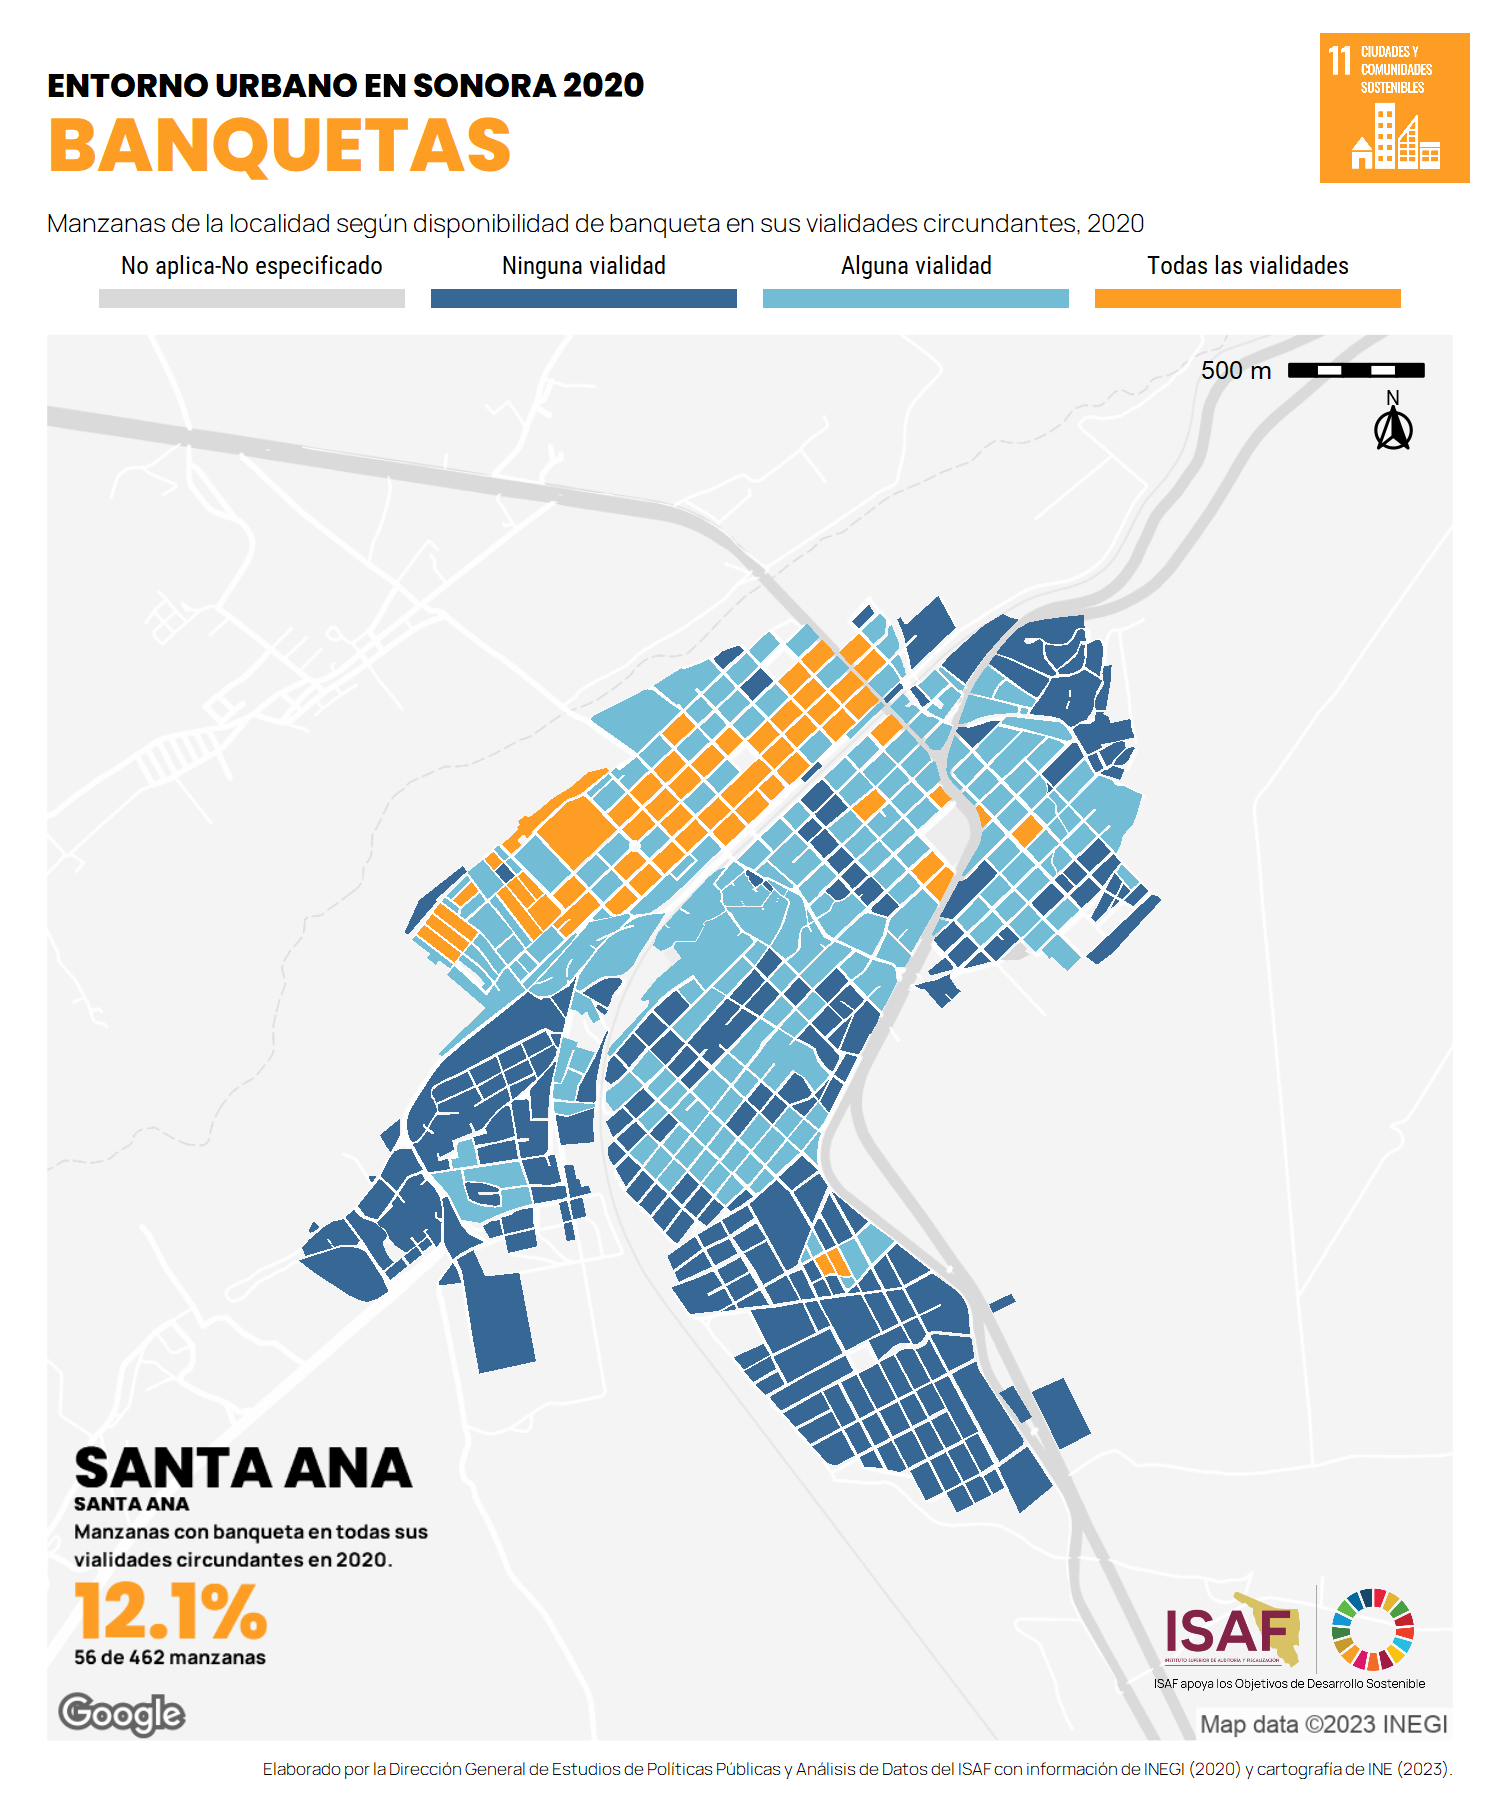 ENTORNO URBANO EN SONORA 2020
BANQUETAS
11 CIUDADES Y
COMUNIDADES
SOSTENIBLES
Manzanas de la localidad según disponibilidad de banqueta en sus vialidades circundantes, 2020
No aplica-No especificado
Ninguna vialidad
Alguna vialidad
Todas las vialidades
500 m
N
SANTA ANA
SANTA ANA
Manzanas con banqueta en todas sus
vialidades circundantes en 2020.
12.1%
56 de 462 manzanas
Google
ISAF
INSTITUTO SUPERIOR DE AUDITORÍA Y FISCALIZACIÓN
ISAF apoya los Objetivos de Desarrollo Sostenible
Map data ©2023 INEGI
Elaborado por la Dirección General de Estudios de Políticas Públicas y Análisis de Datos del ISAF con información de INEGI (2020) y cartografía de INE (2023).